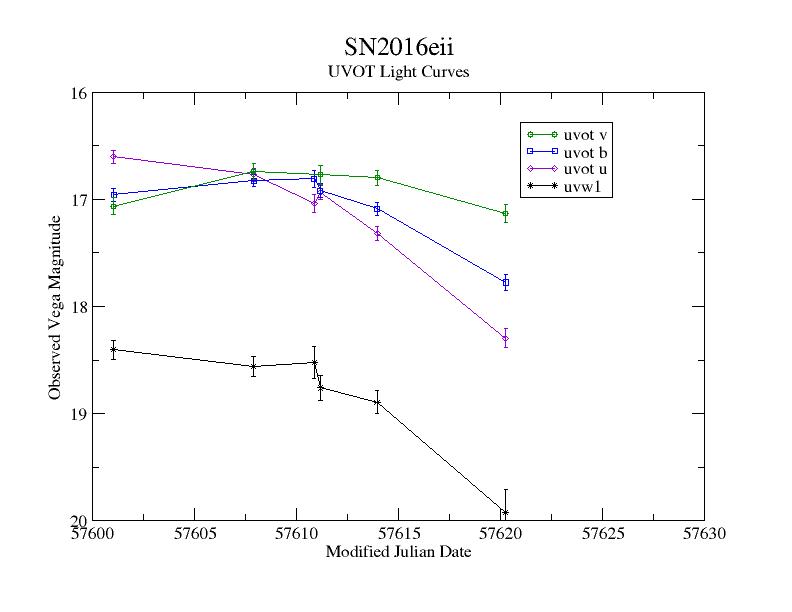 SN2016eii
UVOT Light Curves
16
17
18
19
20
Observed Vega Magnitude
uvot v
uvot b
uvot u
uvw1
57600 57605 57610 57615 57620 57625 57630
Modified Julian Date